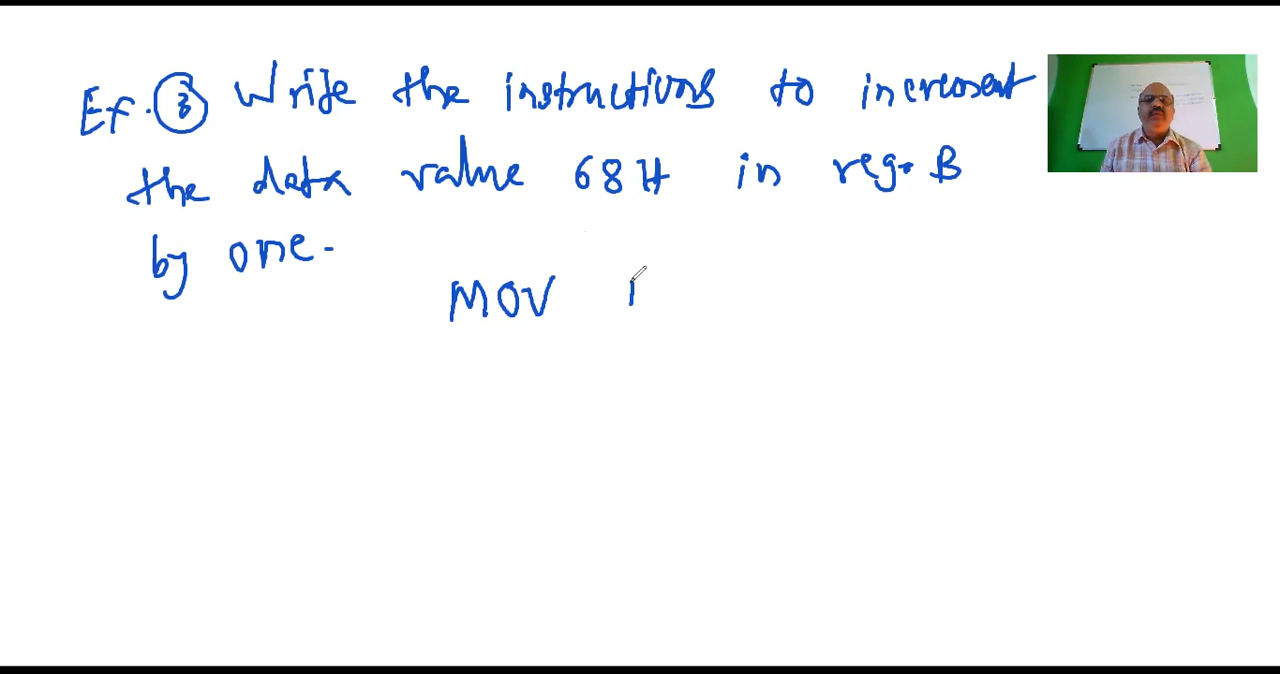 Ex. 3 Write the instructions to increment
the data value 68H in reg. B
by one.
MOV